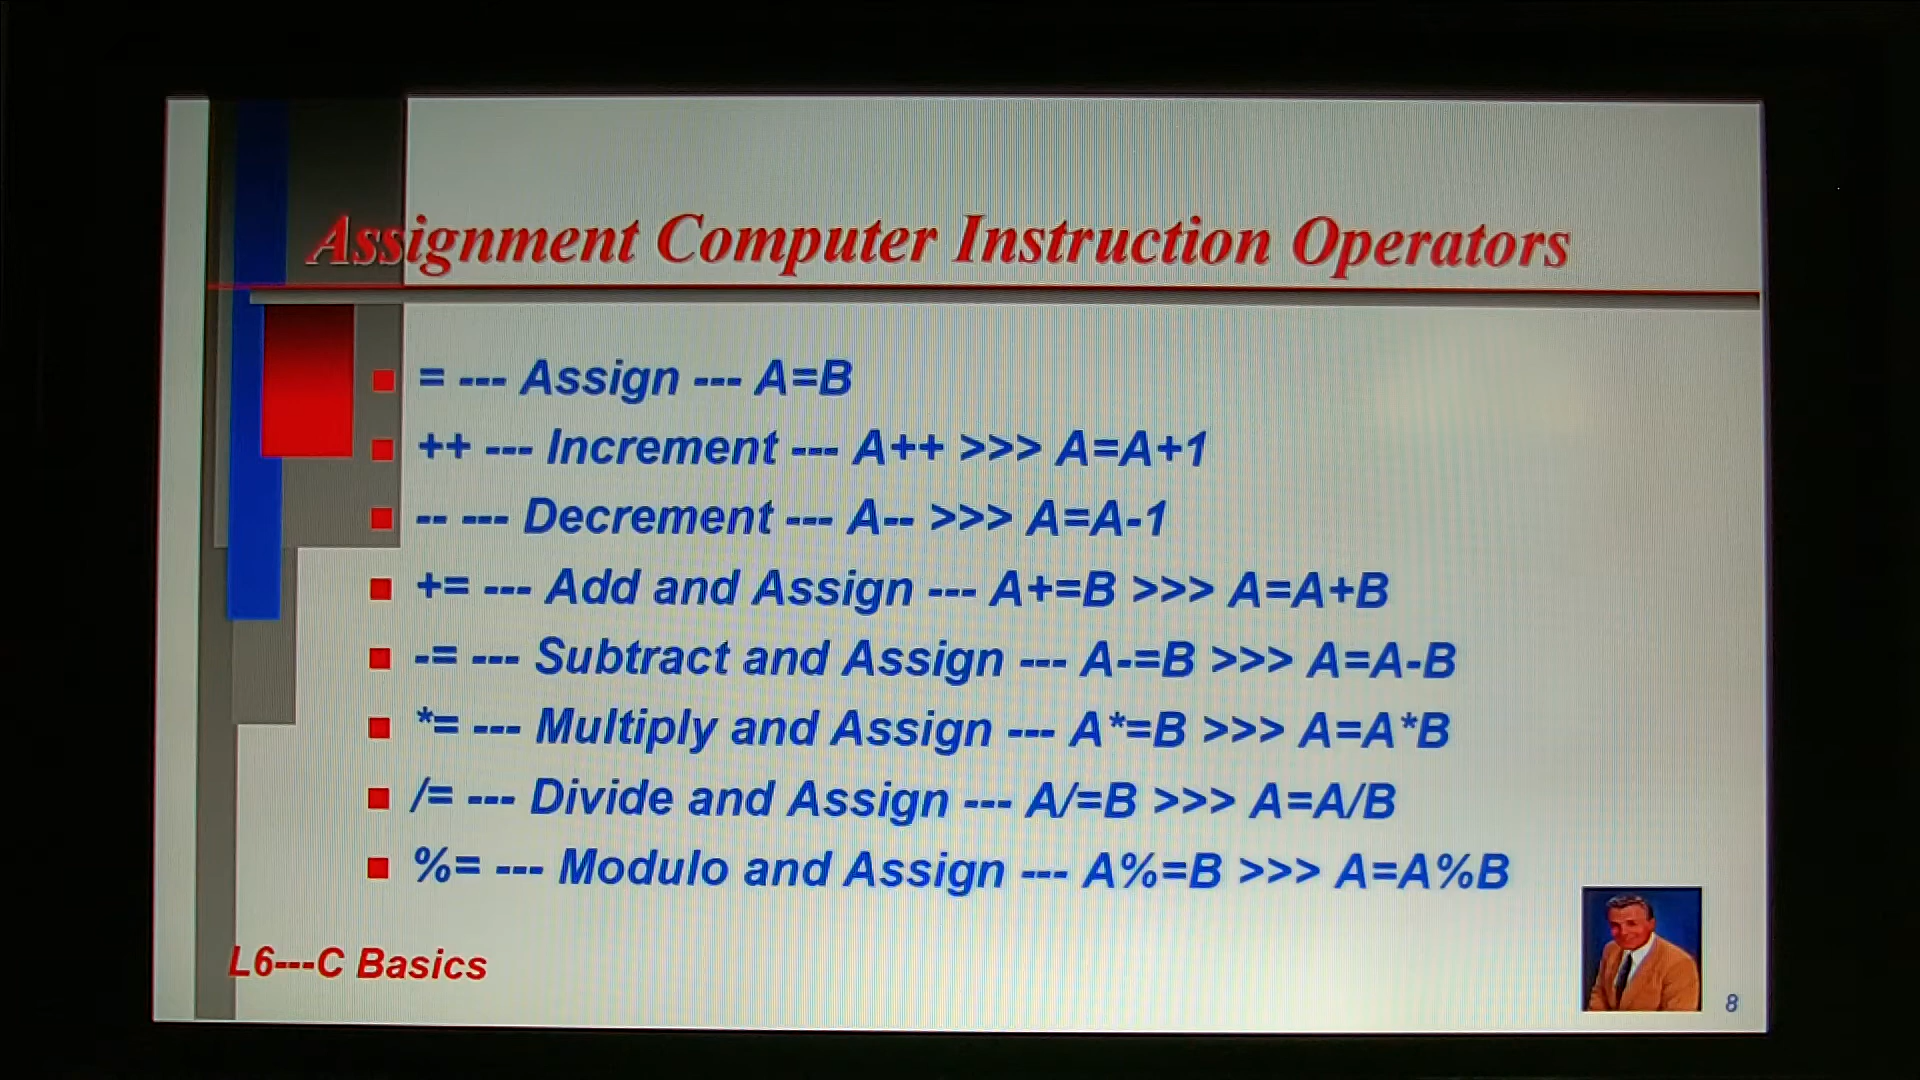 Assignment Computer Instruction Operators
= --- Assign --- A=B
++ --- Increment --- A++ >>> A=A+1
-- --- Decrement --- A-- >>> A=A-1
+= --- Add and Assign --- A+=B >>> A=A+B
-= --- Subtract and Assign --- A-=B >>> A=A-B
*= --- Multiply and Assign --- A*=B >>> A=A*B
/= --- Divide and Assign --- A/=B >>> A=A/B
%= --- Modulo and Assign --- A%=B >>> A=A%B
L6---C Basics
8